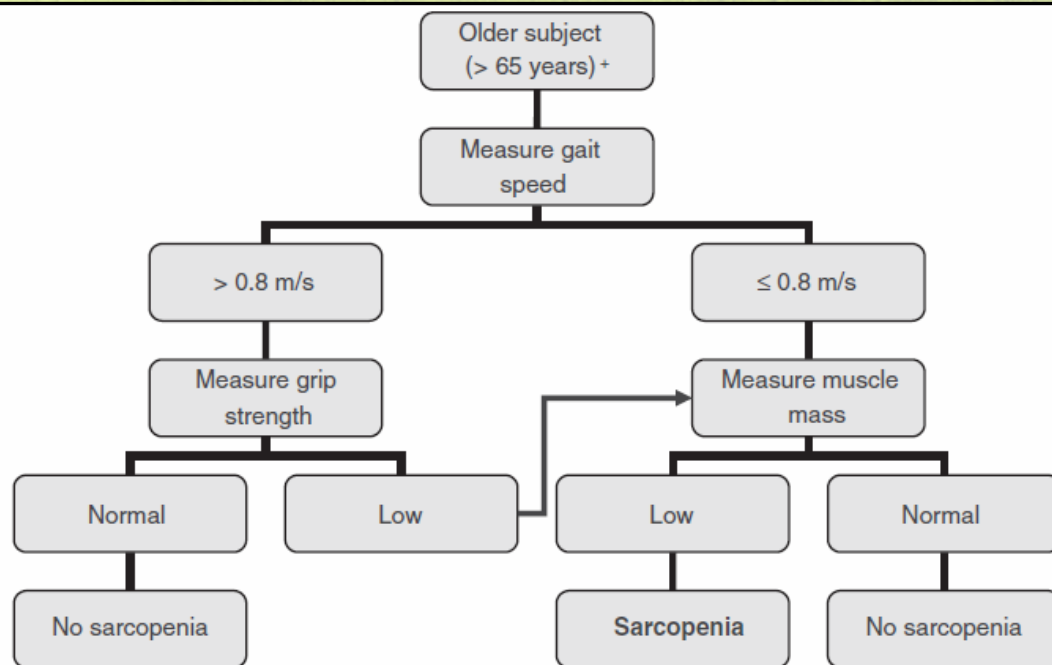 Older subject
(> 65 years) +
Measure gait
speed
> 0.8 m/s
≤ 0.8 m/s
Measure grip
strength
Measure muscle
mass
Normal
Low
Low
Normal
No sarcopenia
Sarcopenia
No sarcopenia